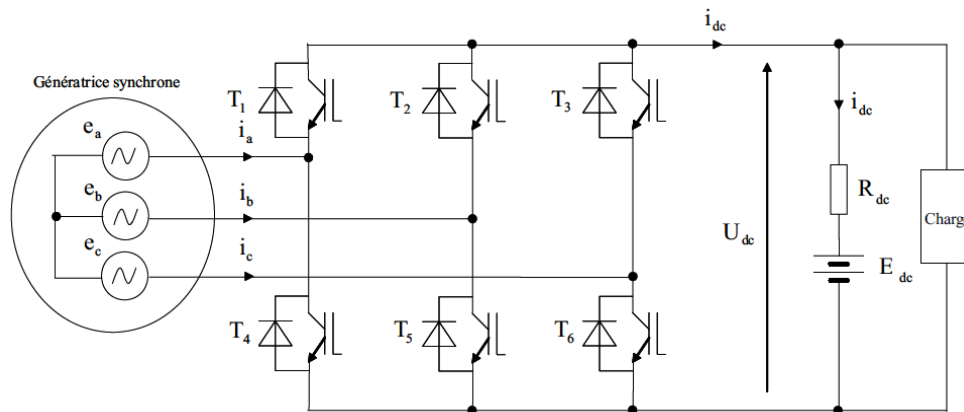 i_dc
Génératrice synchrone
T_1
T_2
T_3
e_a
i_a
i_dc
e_b
i_b
R_dc
e_c
i_c
U_dc
Charg
E_dc
T_4
T_5
T_6